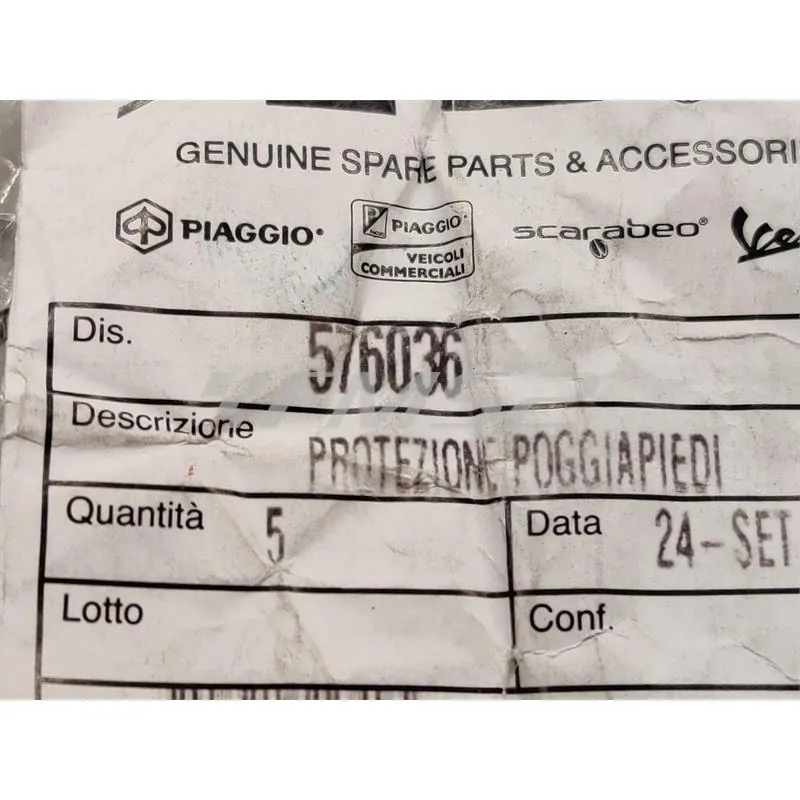 GENUINE SPARE PARTS & ACCESSORI
PIAGGIO®
PIAGGIO®
VEICOLI
COMMERCIALI
scarabeo®
Dis. 576036
Descrizione PROTEZIONE POGGIAPIEDI
Quantità 5 Data 24-SET
Lotto Conf.